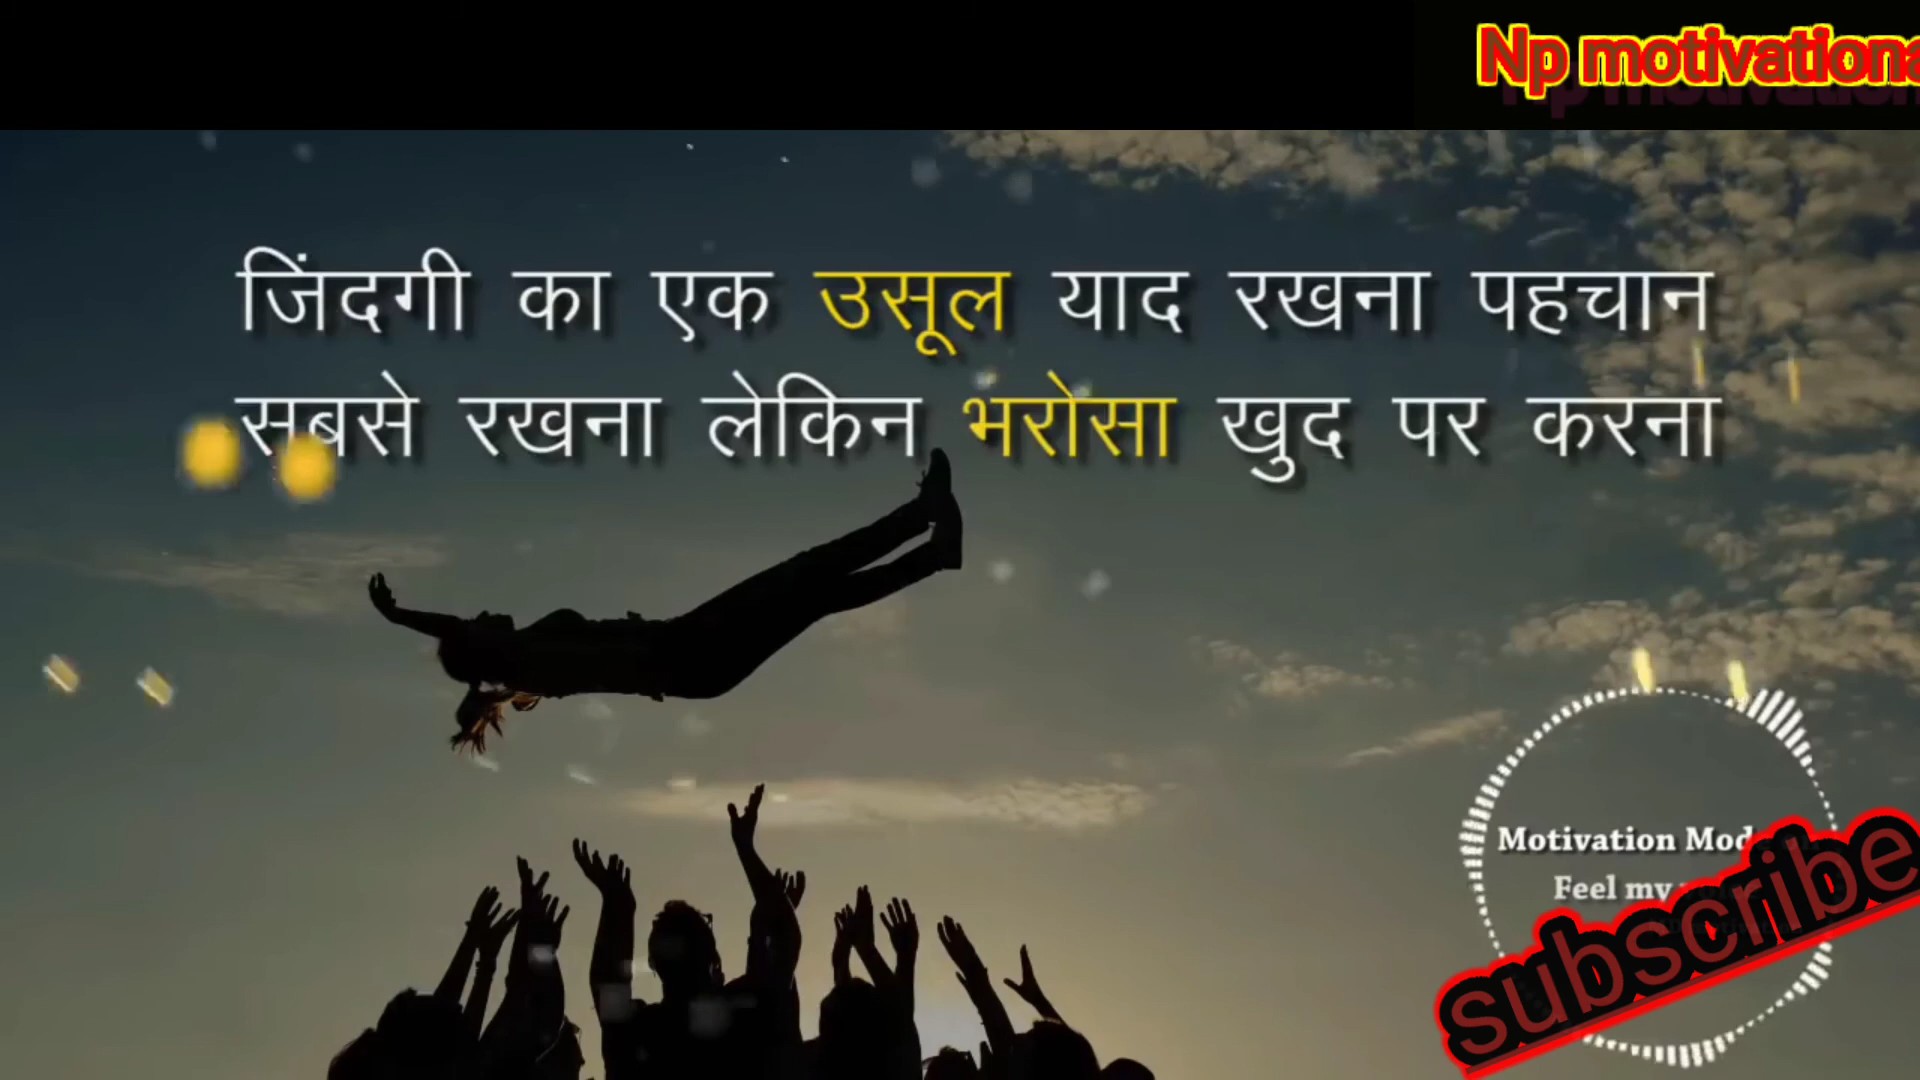 Np motivationa
जिंदगी का एक उसूल याद रखना पहचान
सबसे रखना लेकिन भरोसा खुद पर करना
Motivation Mod
Feel my
subscribe